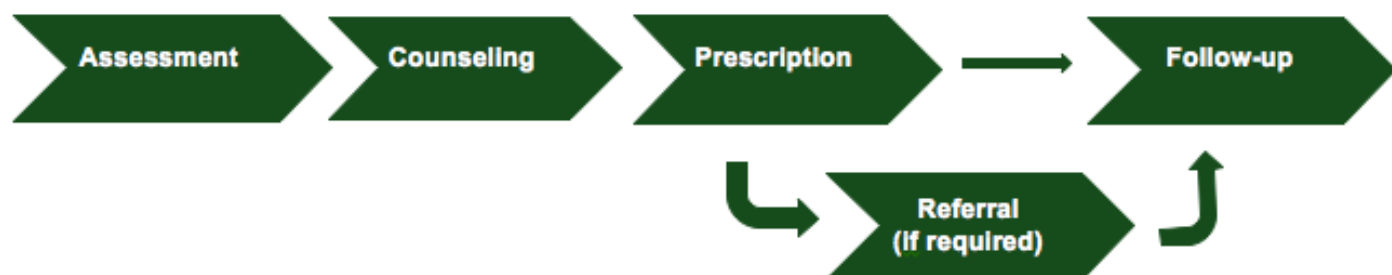 Assessment
Counseling
Prescription
Follow-up
Referral
(if required)